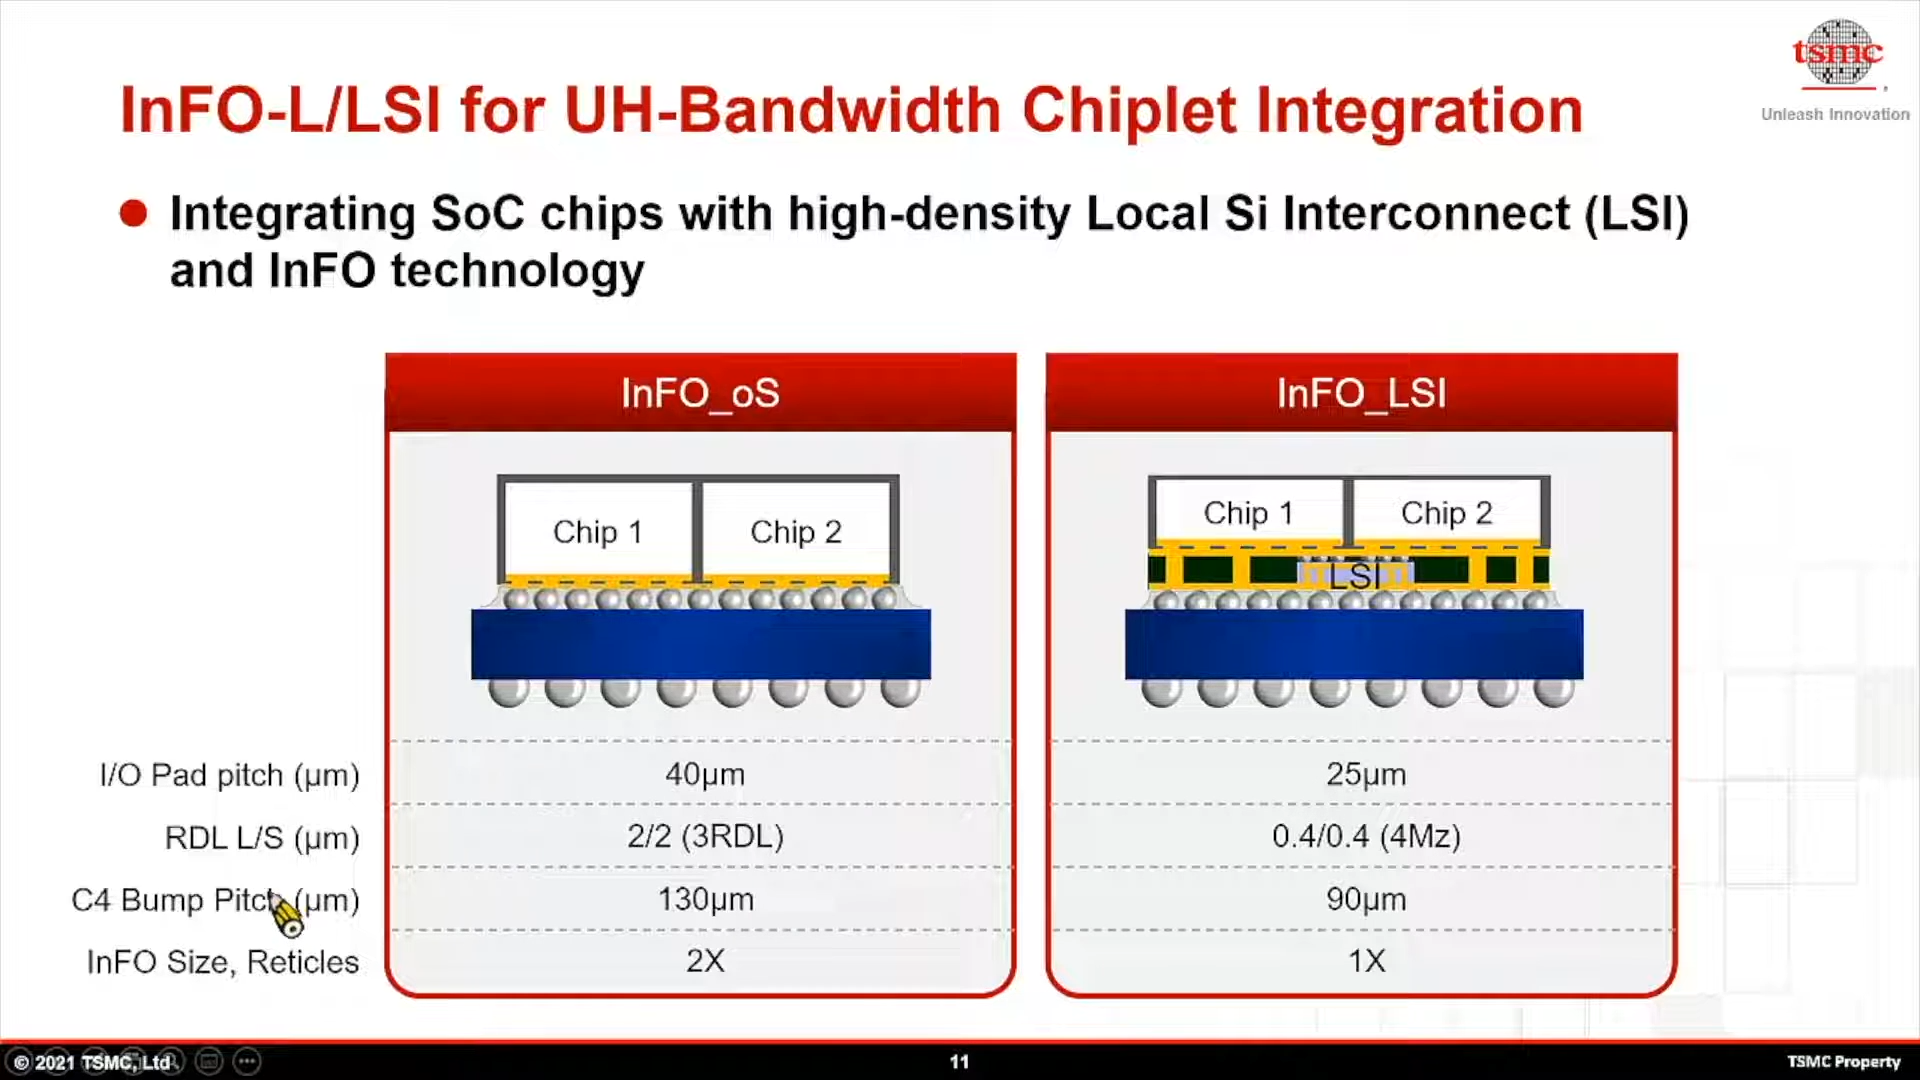 tsmc
Unleash Innovation
InFO-L/LSI for UH-Bandwidth Chiplet Integration
Integrating SoC chips with high-density Local Si Interconnect (LSI)
and InFO technology
InFO_oS
InFO_LSI
Chip 1
Chip 2
Chip 1
Chip 2
LSI
I/O Pad pitch (µm)
40µm
25µm
RDL L/S (µm)
2/2 (3RDL)
0.4/0.4 (4Mz)
C4 Bump Pitch (µm)
130µm
90µm
InFO Size, Reticles
2X
1X
© 2021 TSMC, Ltd
11
TSMC Property